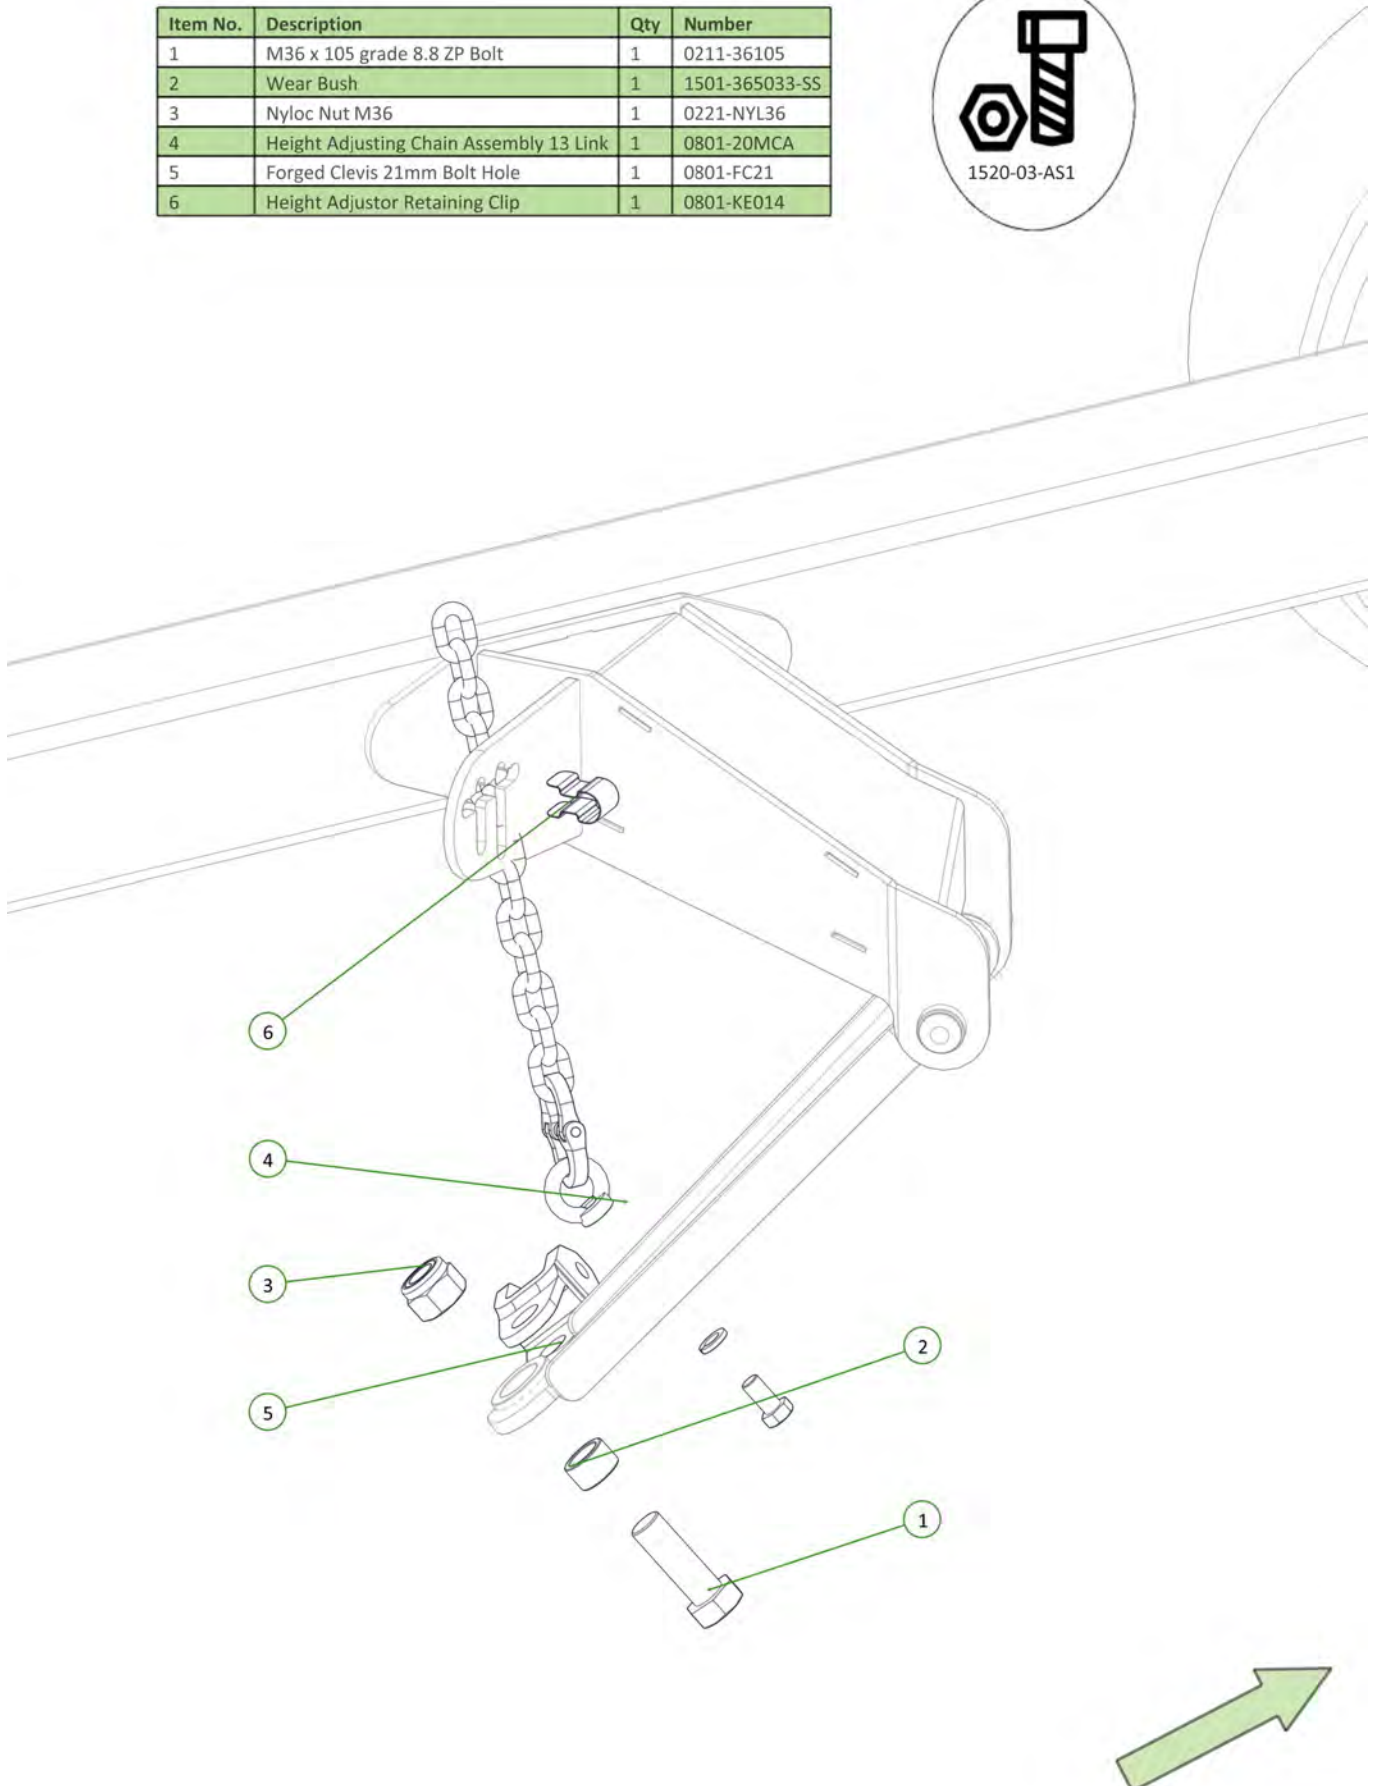 Item No. Description Qty Number
1 M36 x 105 grade 8.8 ZP Bolt 1 0211-36105
2 Wear Bush 1 1501-365033-SS
3 Nyloc Nut M36 1 0221-NYL36
4 Height Adjusting Chain Assembly 13 Link 1 0801-20MCA
5 Forged Clevis 21mm Bolt Hole 1 0801-FC21
6 Height Adjustor Retaining Clip 1 0801-KE014
1520-03-AS1
6
4
3
2
5
1